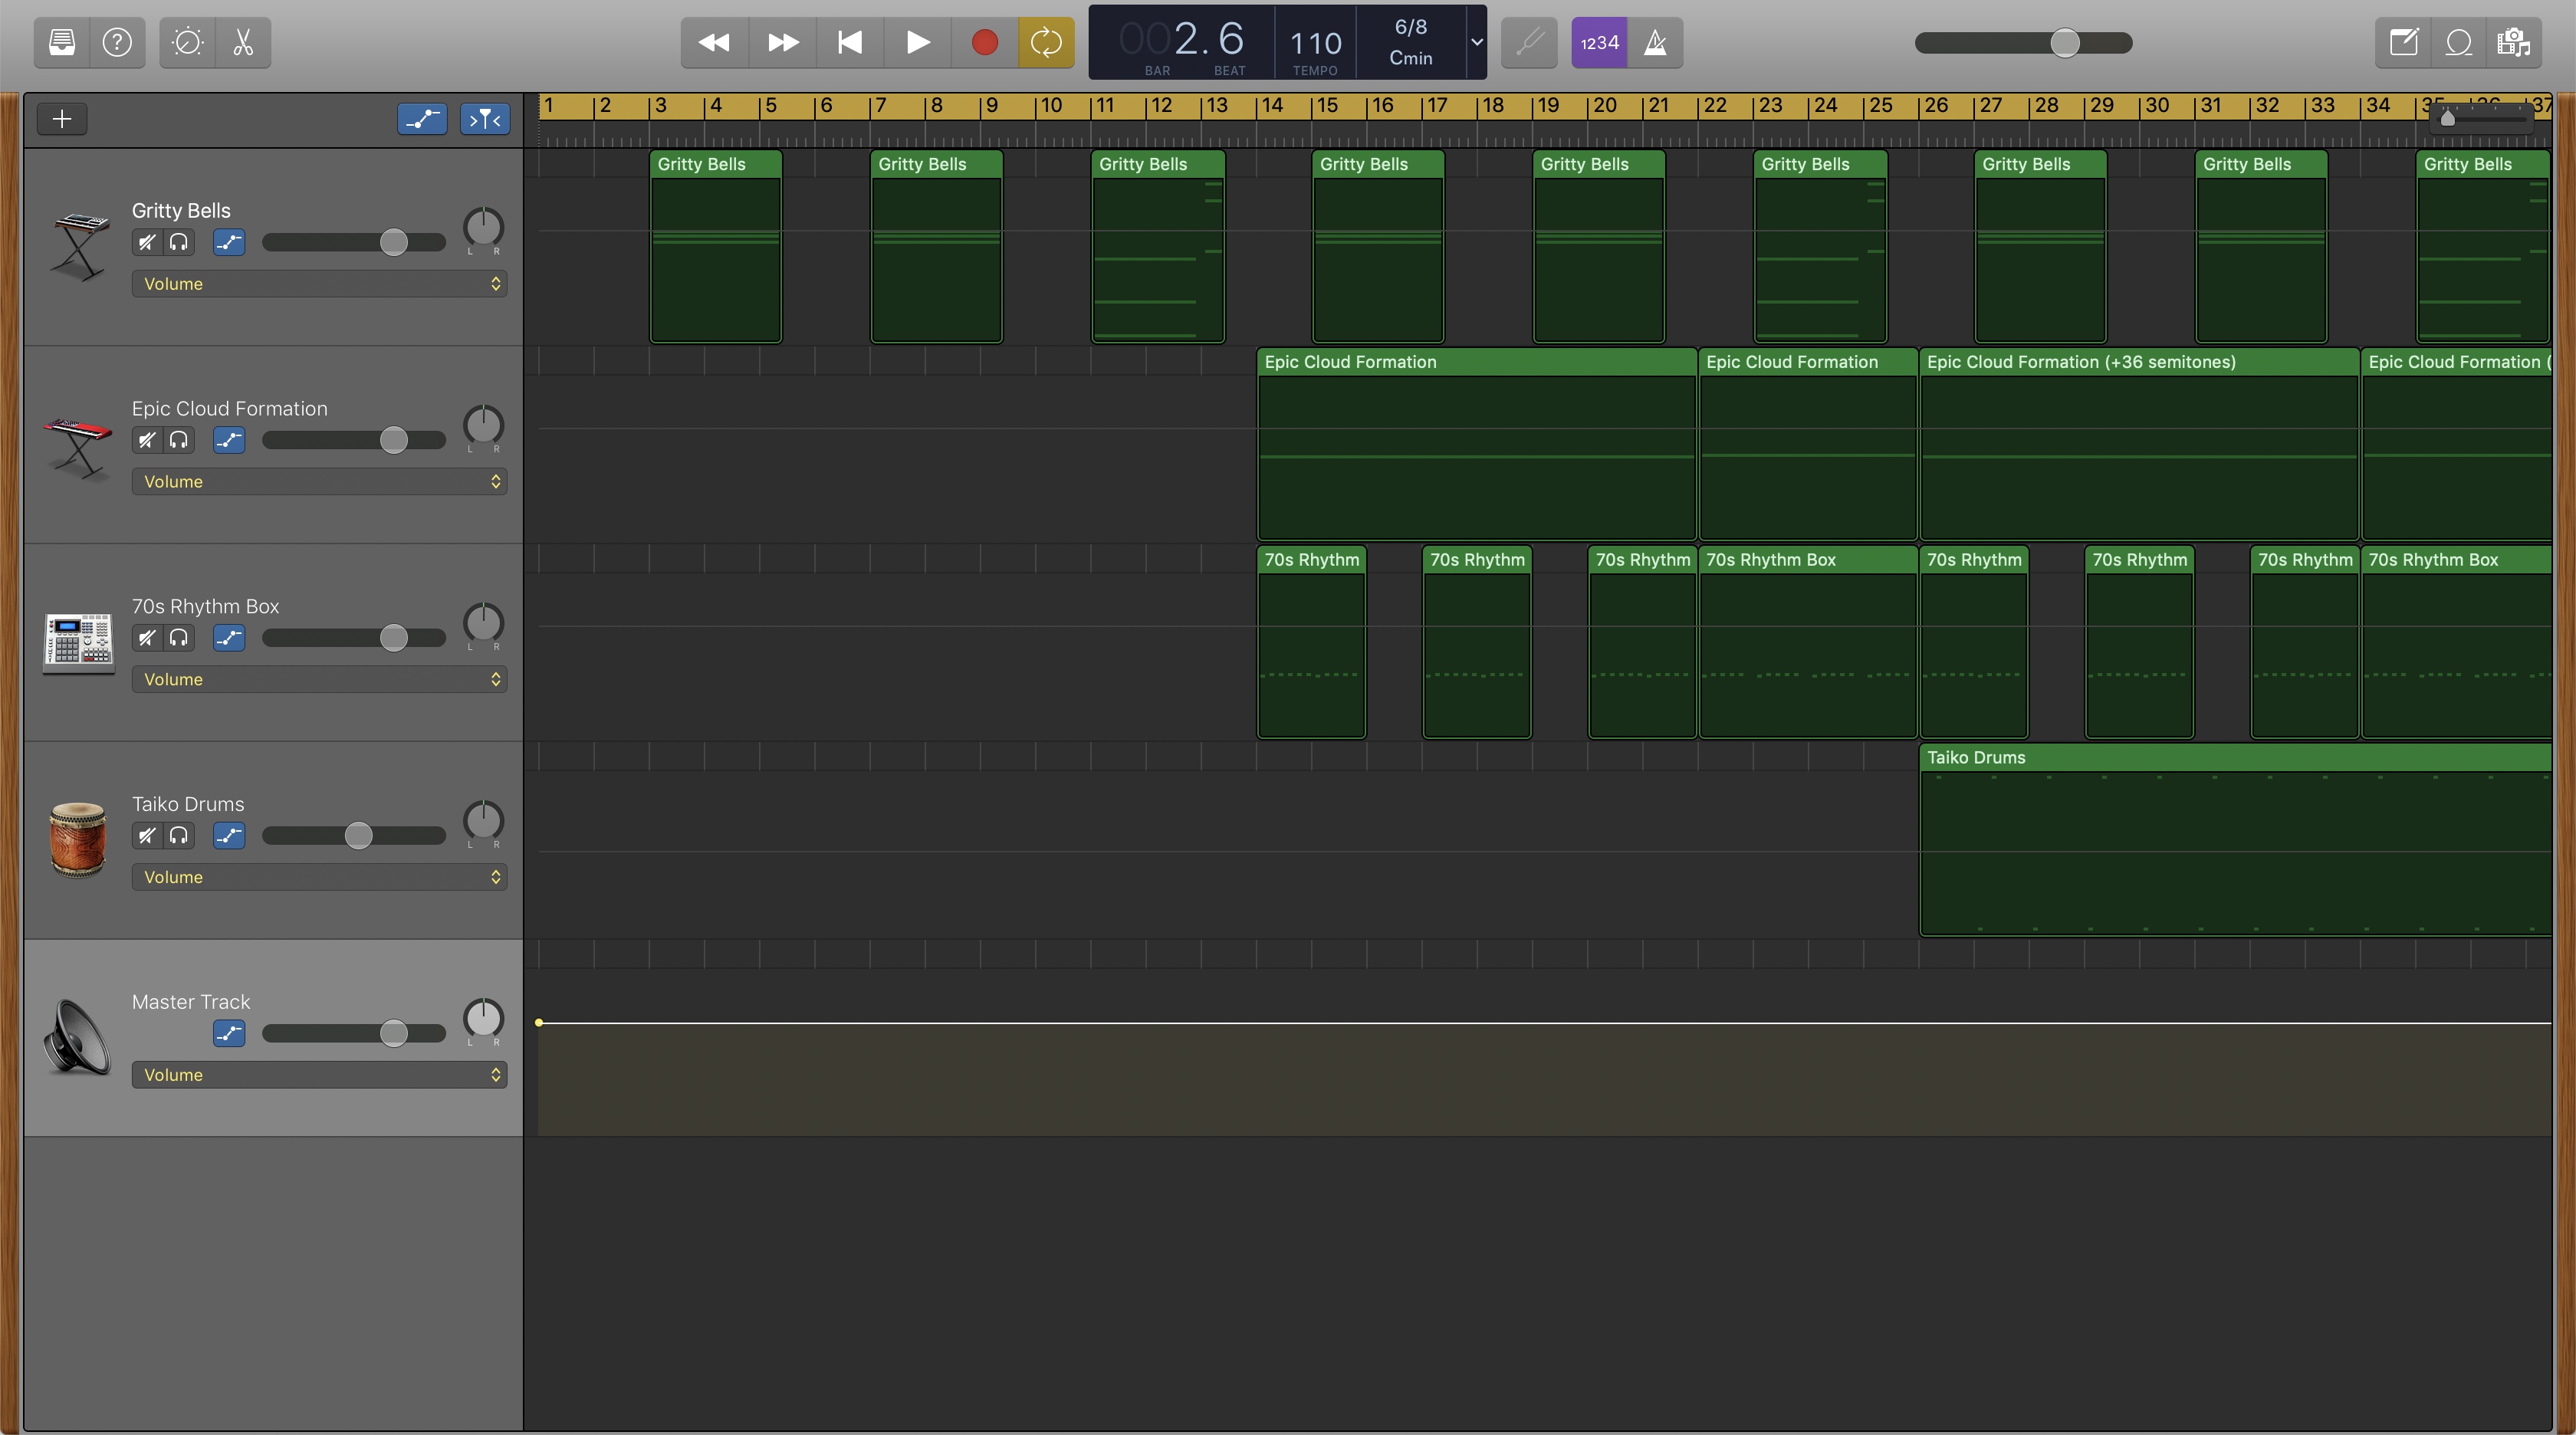 002.6
BAR BEAT
110
TEMPO
6/8
Cmin
1234
1 2 3 4 5 6 7 8 9 10 11 12 13 14 15 16 17 18 19 20 21 22 23 24 25 26 27 28 29 30 31 32 33 34 35 36 37
Gritty Bells
L R
Volume
Gritty Bells Gritty Bells Gritty Bells Gritty Bells Gritty Bells Gritty Bells Gritty Bells Gritty Bells Gritty Bells
Epic Cloud Formation
L R
Volume
Epic Cloud Formation Epic Cloud Formation Epic Cloud Formation (+36 semitones) Epic Cloud Formation (
70s Rhythm Box
L R
Volume
70s Rhythm 70s Rhythm 70s Rhythm 70s Rhythm Box 70s Rhythm 70s Rhythm 70s Rhythm 70s Rhythm Box
Taiko Drums
L R
Volume
Taiko Drums
Master Track
L R
Volume